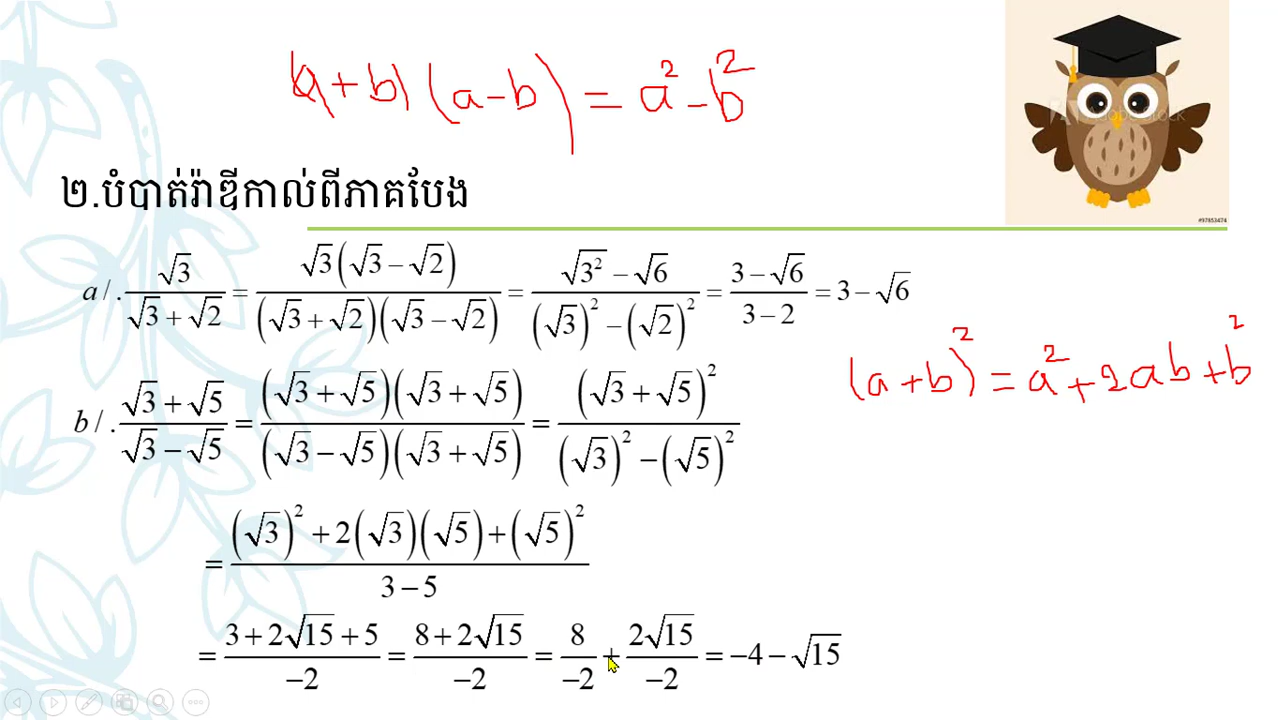 (a+b)(a-b) = a² - b²
២.បំបាត់រ៉ាឌីកាល់ពីភាគបែង
#97853474
a/. √3/(√3+√2) = √3(√3-√2)/((√3+√2)(√3-√2)) = (√3²-√6)/((√3)²-(√2)²) = (3-√6)/(3-2) = 3-√6
(a+b)² = a²+2ab+b²
b/. (√3+√5)/(√3-√5) = ((√3+√5)(√3+√5))/((√3-√5)(√3+√5)) = (√3+√5)²/((√3)²-(√5)²)
= ((√3)²+2(√3)(√5)+(√5)²)/(3-5)
= (3+2√15+5)/(-2) = (8+2√15)/(-2) = 8/(-2) + 2√15/(-2) = -4-√15